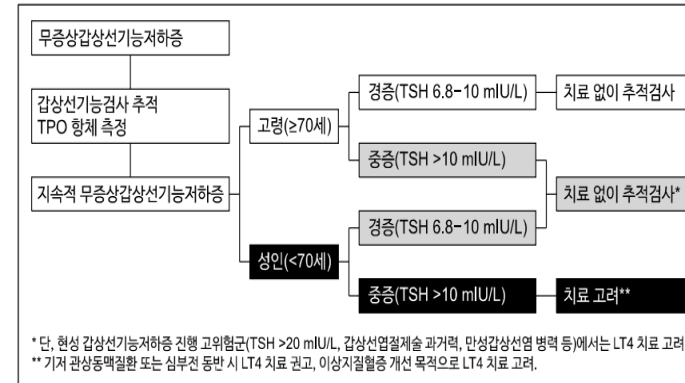 무증상갑상선기능저하증
갑상선기능검사 추적
TPO 항체 측정
지속적 무증상갑상선기능저하증
고령(≥70세)
성인(<70세)
경증(TSH 6.8-10 mIU/L)
중증(TSH >10 mIU/L)
경증(TSH 6.8-10 mIU/L)
중증(TSH >10 mIU/L)
치료 없이 추적검사
치료 없이 추적검사*
치료 고려**
* 단, 현성 갑상선기능저하증 진행 고위험군(TSH >20 mIU/L, 갑상선엽절제술 과거력, 만성갑상선염 병력 등)에서는 LT4 치료 고려
** 기저 관상동맥질환 또는 심부전 동반 시 LT4 치료 권고, 이상지질혈증 개선 목적으로 LT4 치료 고려.